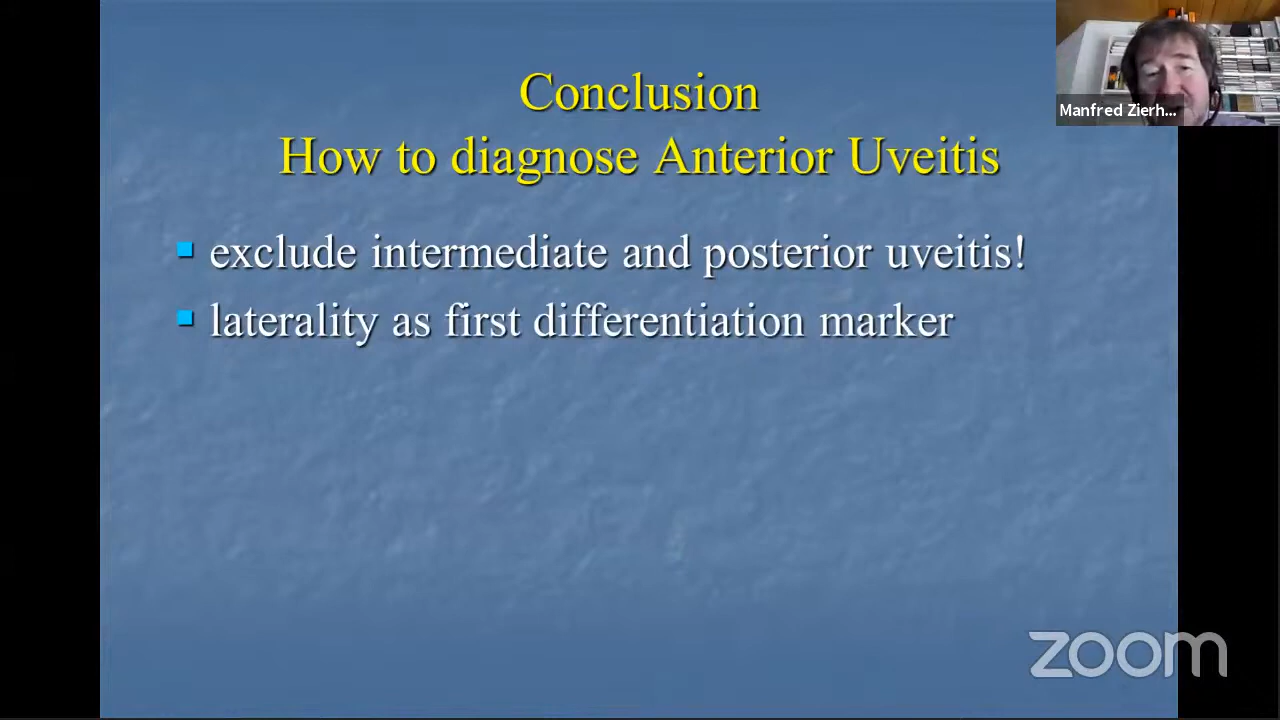 Conclusion
How to diagnose Anterior Uveitis
exclude intermediate and posterior uveitis!
laterality as first differentiation marker
Manfred Zierh...
zoom